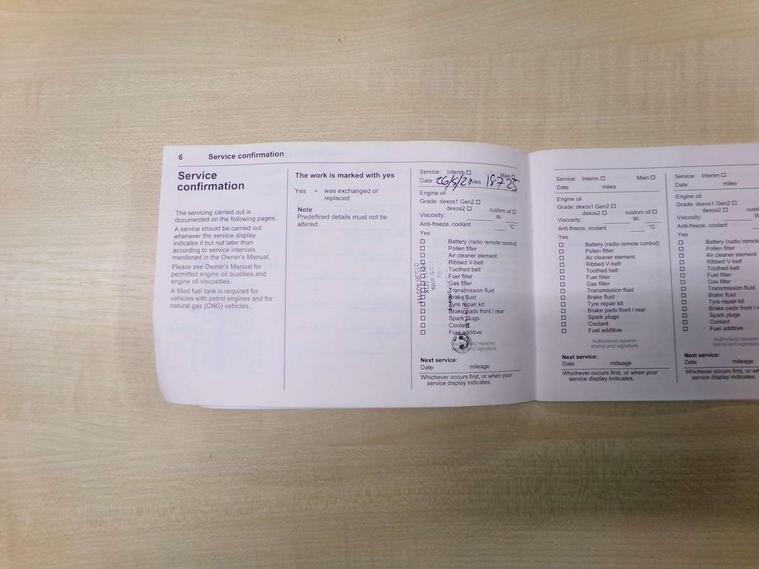 6 Service confirmation
Service
confirmation
The servicing carried out is
documented on the following pages.
A service should be carried out
whenever the service display
indicates it but not later than
according to service intervals
mentioned in the Owner's Manual.
Please see Owner's Manual for
permitted engine oil qualities and
engine oil viscosities.
A filled fuel tank is required for
vehicles with petrol engines and for
natural gas (CNG) vehicles.
The work is marked with yes
Yes = was exchanged or
replaced
Note
Predefined details must not be
altered.
Service: Interim ☐ Main ☐
Date miles 18725
Engine oil
Grade: dexos1 Gen2 ☐
dexos2 ☐ custom oil ☐
Viscosity: W-
Anti-freeze, coolant °C
Yes
☐ Battery (radio remote control)
☐ Pollen filter
☐ Air cleaner element
☐ Ribbed V-belt
☐ Toothed belt
☐ Fuel filter
☐ Gas filter
☐ Transmission fluid
☐ Brake fluid
☐ Tyre repair kit
☐ Brake pads front / rear
☐ Spark plugs
☐ Coolant
☐ Fuel additive
Next service:
Date mileage
Whichever occurs first, or when your
service display indicates.
Service: Interim ☐ Main ☐
Date miles
Engine oil
Grade: dexos1 Gen2 ☐
dexos2 ☐ custom oil ☐
Viscosity: W-
Anti-freeze, coolant °C
Yes
☐ Battery (radio remote control)
☐ Pollen filter
☐ Air cleaner element
☐ Ribbed V-belt
☐ Toothed belt
☐ Fuel filter
☐ Gas filter
☐ Transmission fluid
☐ Brake fluid
☐ Tyre repair kit
☐ Brake pads front / rear
☐ Spark plugs
☐ Coolant
☐ Fuel additive
Authorised repairer
stamp and signature
Next service:
Date mileage
Whichever occurs first, or when your
service display indicates.
Service: Interim ☐
Date miles
Engine oil
Grade: dexos1 Gen2 ☐
dexos2 ☐
Viscosity:
Anti-freeze, coolant
Yes
☐ Battery (radio remote
☐ Pollen filter
☐ Air cleaner element
☐ Ribbed V-belt
☐ Toothed belt
☐ Fuel filter
☐ Gas filter
☐ Transmission fluid
☐ Brake fluid
☐ Tyre repair kit
☐ Brake pads front /
☐ Spark plugs
☐ Coolant
☐ Fuel additive
Next service:
Date mileage
Whichever occurs first, or
service display indicates.